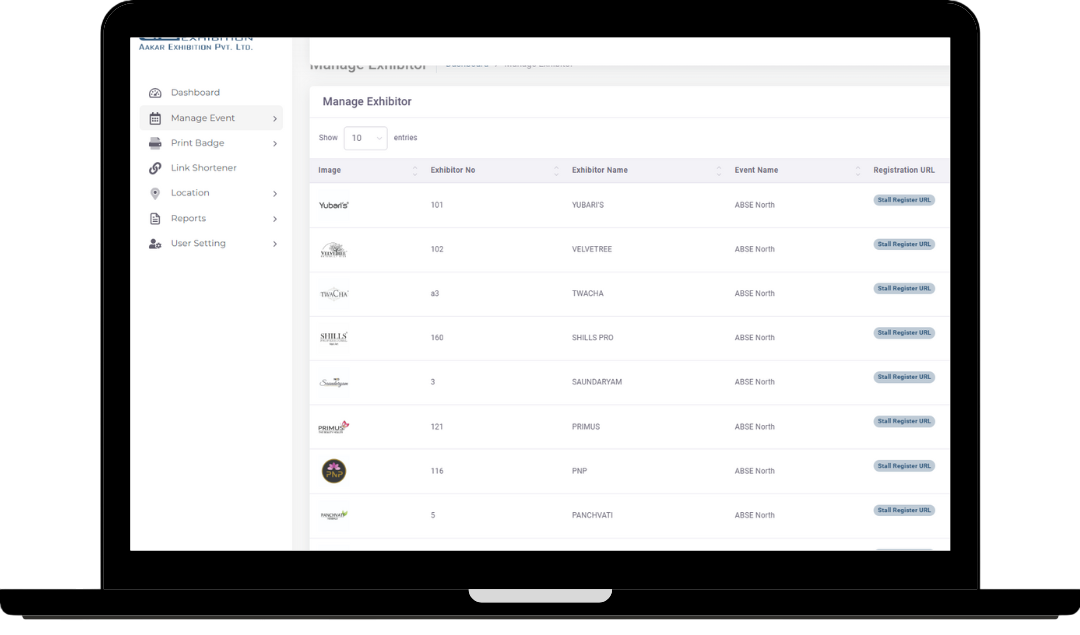 EXHIBITION
AAKAR EXHIBITION PVT. LTD.
Dashboard
Manage Event
Print Badge
Link Shortener
Location
Reports
User Setting
Manage Exhibitor
Dashboard
Manage Exhibitor
Manage Exhibitor
Show 10 entries
Image Exhibitor No Exhibitor Name Event Name Registration URL
Yubari's' 101 YUBARI'S ABSE North Stall Register URL
VELVETREE 102 VELVETREE ABSE North Stall Register URL
TWACHA a3 TWACHA ABSE North Stall Register URL
SHILLS 160 SHILLS PRO ABSE North Stall Register URL
Saundaryam 3 SAUNDARYAM ABSE North Stall Register URL
PRIMUS 121 PRIMUS ABSE North Stall Register URL
PNP 116 PNP ABSE North Stall Register URL
PANCHVATI 5 PANCHVATI ABSE North Stall Register URL